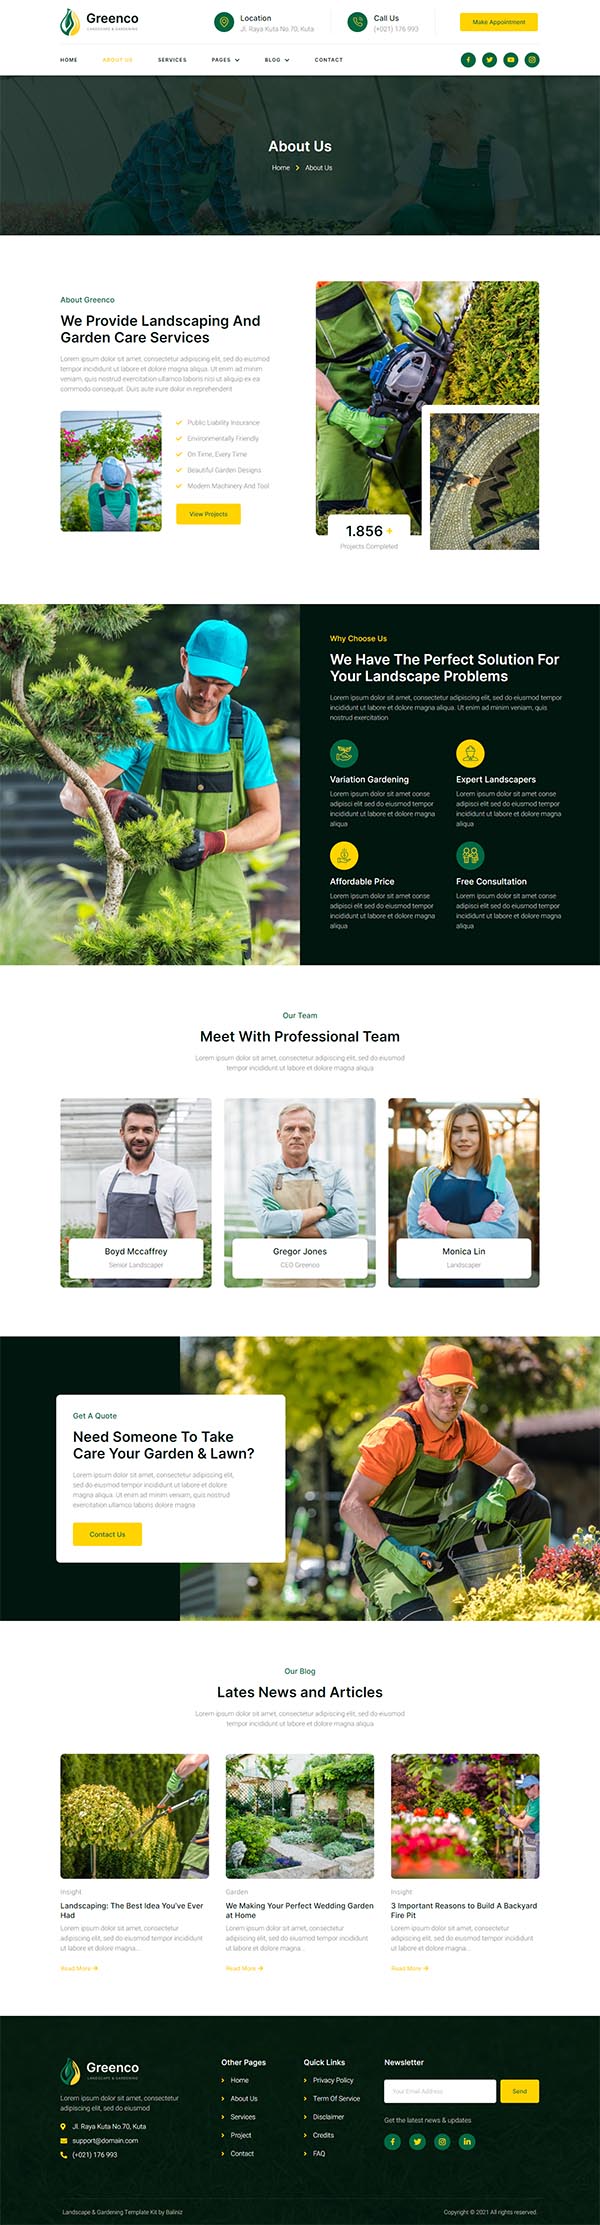 Greenco
LANDSCAPE & GARDENING
Location
Jl. Raya Kuta No.70, Kuta
Call Us
(+021) 176 993
Make Appointment
HOME
ABOUT US
SERVICES
PAGES
BLOG
CONTACT
About Us
Home
About Us
About Greenco
We Provide Landscaping And
Garden Care Services
Lorem ipsum dolor sit amet, consectetur adipiscing elit, sed do eiusmod
tempor incididunt ut labore et dolore magna aliqua. Ut enim ad minim
veniam, quis nostrud exercitation ullamco laboris nisi ut aliquip ex ea
commodo consequat. Duis aute irure dolor in reprehenderit
Public Liability Insurance
Environmentally Friendly
On Time, Every Time
Beautiful Garden Designs
Modern Machinery And Tool
View Projects
1.856 +
Projects Completed
Why Choose Us
We Have The Perfect Solution For
Your Landscape Problems
Lorem ipsum dolor sit amet, consectetur adipiscing elit, sed do eiusmod tempor
incididunt ut labore et dolore magna aliqua. Ut enim ad minim veniam, quis
nostrud exercitation
Variation Gardening
Lorem ipsum dolor sit amet conse
adipisci elit sed do eiusmod tempor
incididunt ut labore et dolore magna
aliqua
Expert Landscapers
Lorem ipsum dolor sit amet conse
adipisci elit sed do eiusmod tempor
incididunt ut labore et dolore magna
aliqua
Affordable Price
Lorem ipsum dolor sit amet conse
adipisci elit sed do eiusmod tempor
incididunt ut labore et dolore magna
aliqua
Free Consultation
Lorem ipsum dolor sit amet conse
adipisci elit sed do eiusmod tempor
incididunt ut labore et dolore magna
aliqua
Our Team
Meet With Professional Team
Lorem ipsum dolor sit amet, consectetur adipiscing elit, sed do eiusmod
tempor incididunt ut labore et dolore magna aliqua
Boyd Mccaffrey
Senior Landscaper
Gregor Jones
CEO Greenco
Monica Lin
Landscaper
Get A Quote
Need Someone To Take
Care Your Garden & Lawn?
Lorem ipsum dolor sit amet, consectetur adipiscing elit,
sed do eiusmod tempor incididunt ut labore et dolore magna
aliqua. Ut enim ad minim veniam, quis nostrud
exercitation ullamco laboris dolore magna
Contact Us
Our Blog
Lates News and Articles
Lorem ipsum dolor sit amet, consectetur adipiscing elit, sed do eiusmod
tempor incididunt ut labore et dolore magna aliqua
Insight
Landscaping: The Best Idea You've Ever
Had
Lorem ipsum dolor sit amet, consectetur
adipiscing elit, sed do eiusmod tempor incididunt
ut labore et dolore magna...
Read More
Garden
We Making Your Perfect Wedding Garden
at Home
Lorem ipsum dolor sit amet, consectetur
adipiscing elit, sed do eiusmod tempor incididunt
ut labore et dolore magna...
Read More
Insight
3 Important Reasons to Build A Backyard
Fire Pit
Lorem ipsum dolor sit amet, consectetur
adipiscing elit, sed do eiusmod tempor incididunt
ut labore et dolore magna...
Read More
Greenco
LANDSCAPE & GARDENING
Lorem ipsum dolor sit amet, consectetur
adipiscing elit, sed do eiusmod
Jl. Raya Kuta No.70, Kuta
support@domain.com
(+021) 176 993
Other Pages
Home
About Us
Services
Project
Contact
Quick Links
Privacy Policy
Term Of Service
Disclaimer
Credits
FAQ
Newsletter
Your Email Address
Send
Get the latest news & updates
Landscape & Gardening Template Kit by Baliniz
Copyright © 2021 All rights reserved.